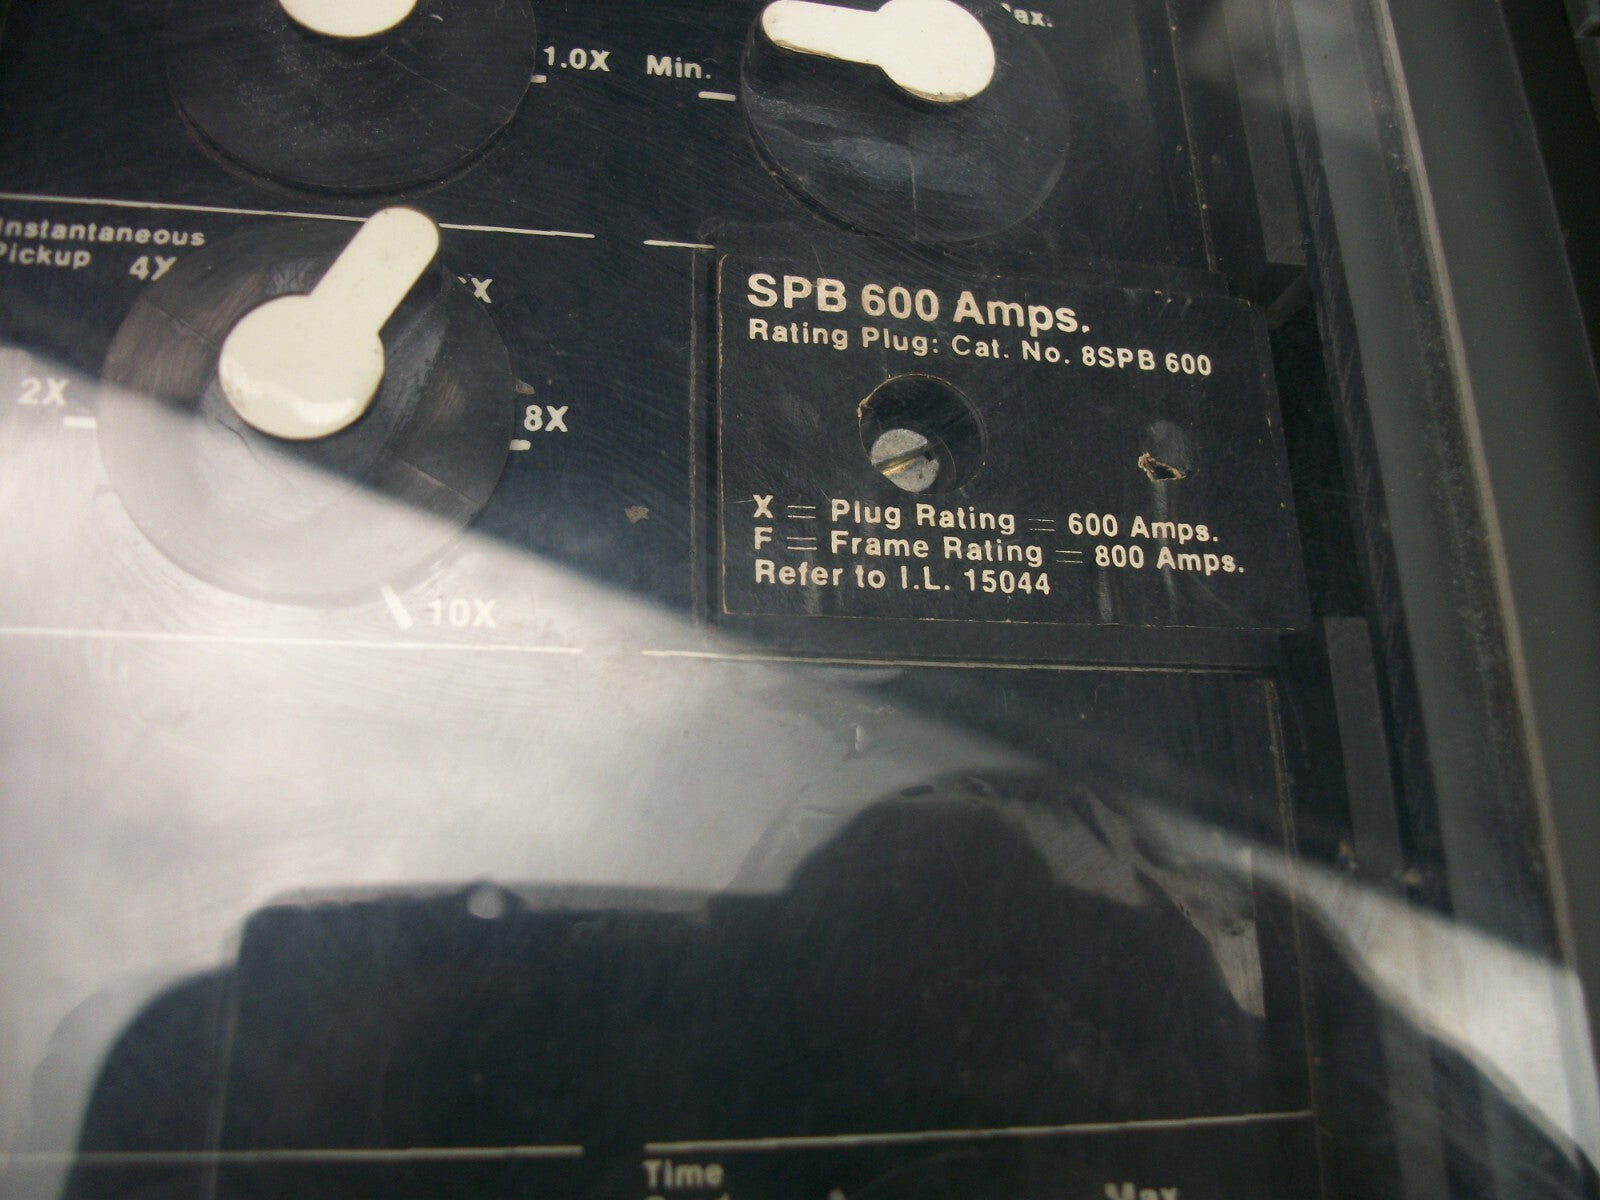 1.0X Min.
Instantaneous
Pickup 4X
2X
8X
10X
SPB 600 Amps.
Rating Plug: Cat. No. 8SPB 600
X = Plug Rating = 600 Amps.
F = Frame Rating = 800 Amps.
Refer to I.L. 15044
Time
Max